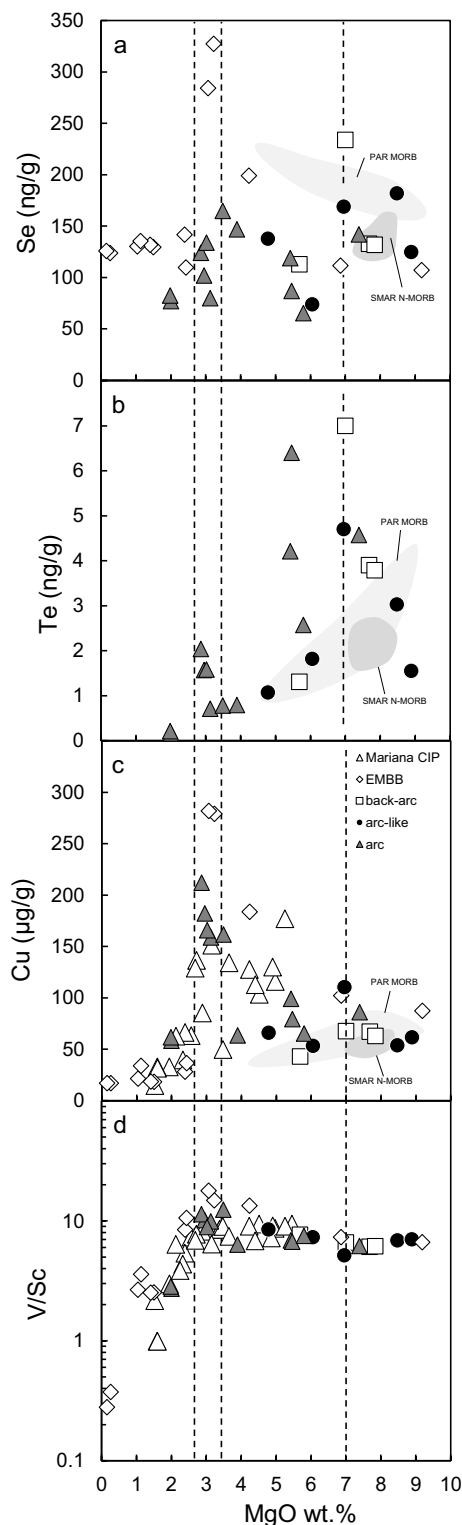 350
a
300
250
200
PAR MORB
Se (ng/g)
150
100
SMAR N-MORB
50
0
b
7
6
5
PAR MORB
4
Te (ng/g)
3
2
1
SMAR N-MORB
0
c
Mariana CIP
EMBB
300
back-arc
arc-like
250
arc
200
Cu (µg/g)
150
PAR MORB
100
50
SMAR N-MORB
0
d
10
V/Sc
1
0.1
0 1 2 3 4 5 6 7 8 9 10
MgO wt.%